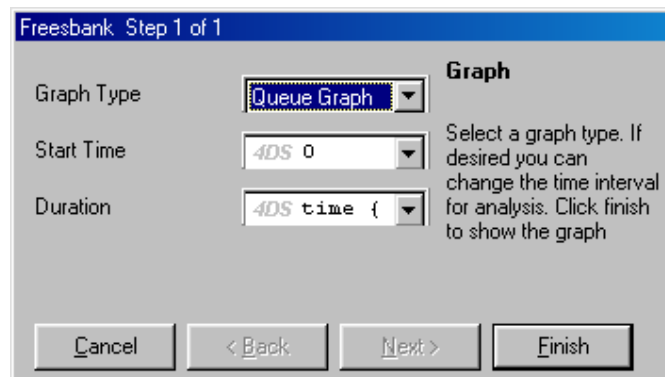 Freesbank Step 1 of 1
Graph Type
Queue Graph
Start Time
4DS 0
Duration
4DS time {
Graph
Select a graph type. If
desired you can
change the time interval
for analysis. Click finish
to show the graph
Cancel
< Back
Next >
Finish